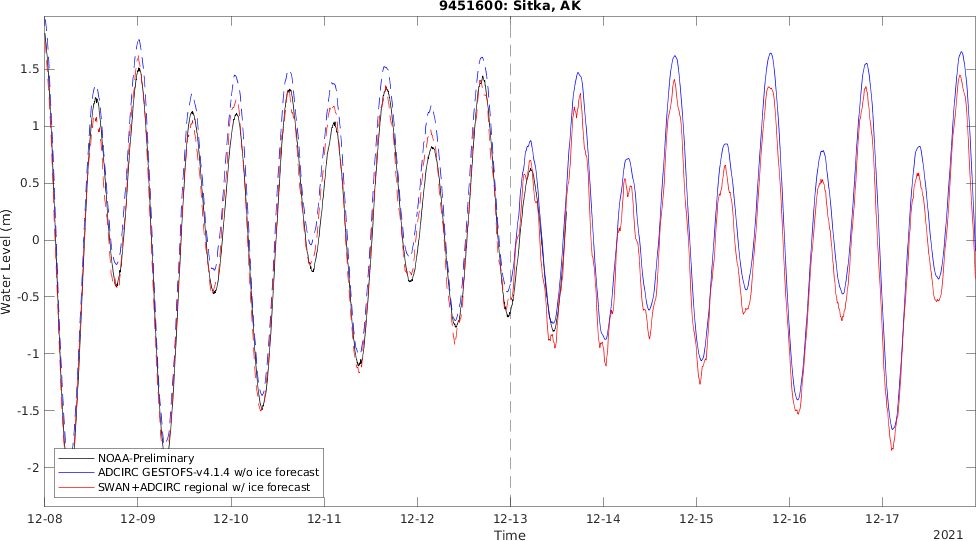 9451600: Sitka, AK
Water Level (m)
1.5
1
0.5
0
-0.5
-1
-1.5
-2
NOAA-Preliminary
ADCIRC GESTOFS-v4.1.4 w/o ice forecast
SWAN+ADCIRC regional w/ ice forecast
12-08 12-09 12-10 12-11 12-12 12-13 12-14 12-15 12-16 12-17
Time
2021